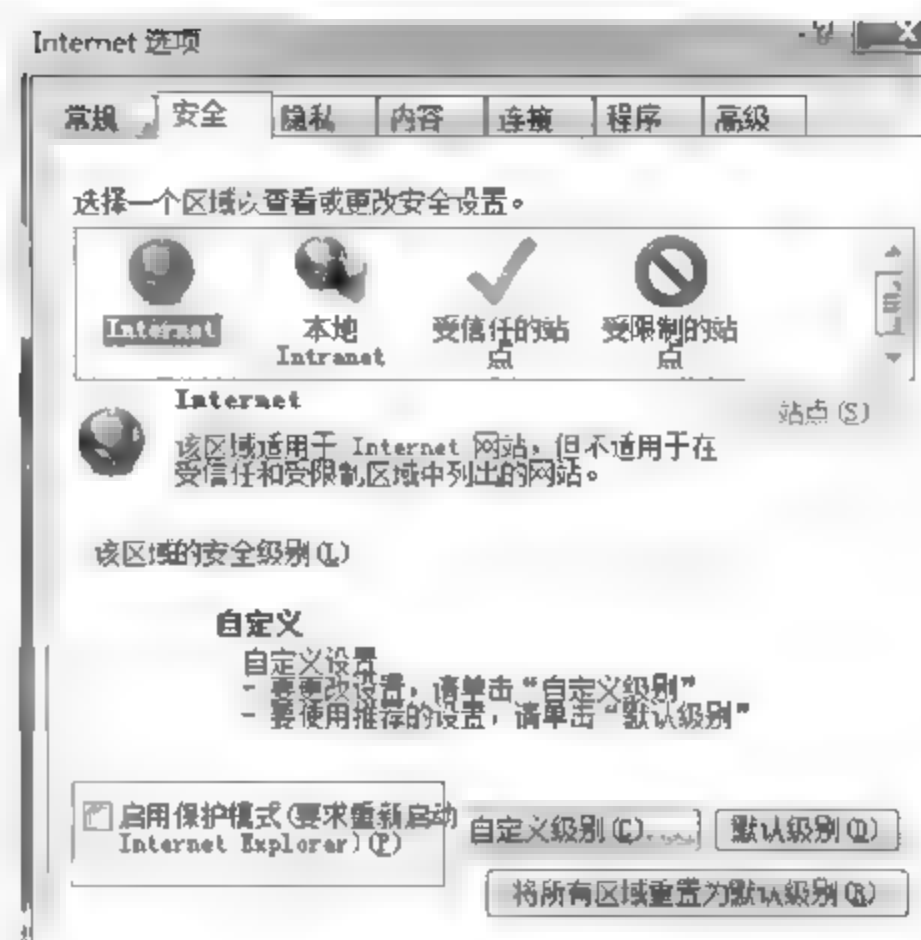 Internet 选项
常规 安全 隐私 内容 连接 程序 高级
选择一个区域以查看或更改安全设置。
Internet 本地 Intranet 受信任的站点 受限制的站点
Internet
站点(S)
该区域适用于 Internet 网站，但不适用于在
受信任和受限制区域中列出的网站。
该区域的安全级别(L)
自定义
自定义设置
- 要更改设置，请单击“自定义级别”
- 要使用推荐的设置，请单击“默认级别”
启用保护模式(要求重新启动
Internet Explorer)(P)
自定义级别(C)...
默认级别(D)
将所有区域重置为默认级别(R)